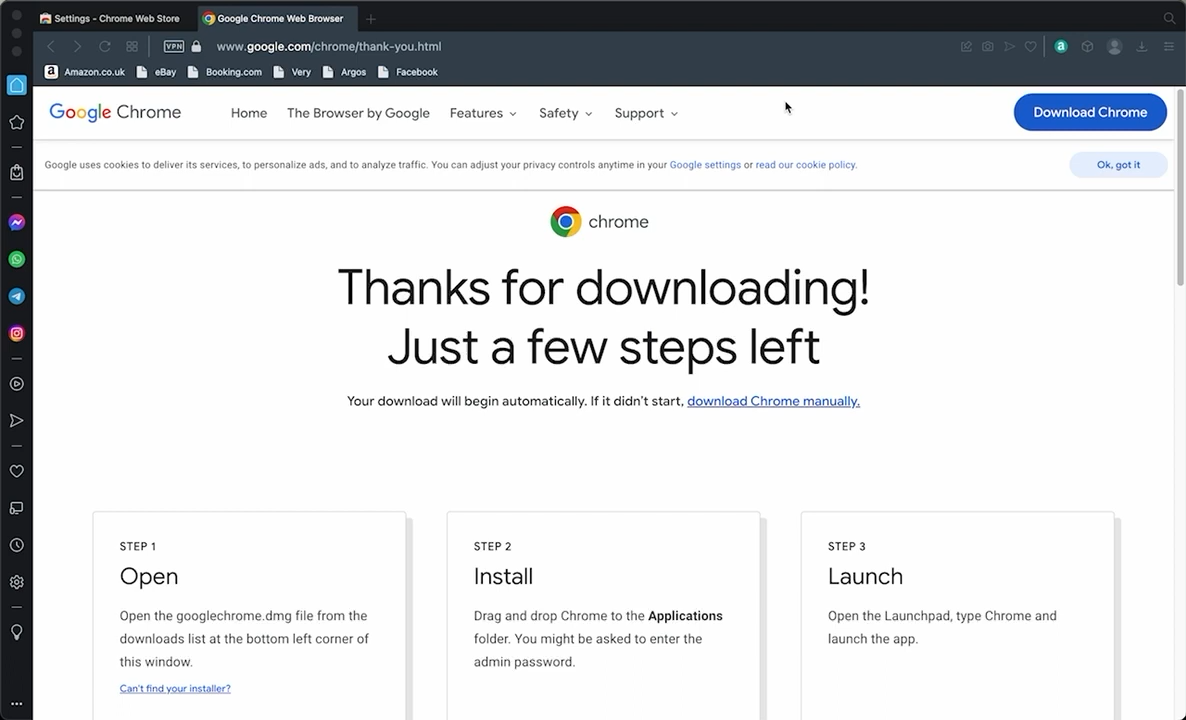 Settings - Chrome Web Store
Google Chrome Web Browser
VPN
www.google.com/chrome/thank-you.html
a
a Amazon.co.uk eBay Booking.com Very Argos Facebook
Google Chrome Home The Browser by Google Features Safety Support Download Chrome
Google uses cookies to deliver its services, to personalize ads, and to analyze traffic. You can adjust your privacy controls anytime in your Google settings or read our cookie policy.
Ok, got it
chrome
Thanks for downloading!
Just a few steps left
Your download will begin automatically. If it didn't start, download Chrome manually.
STEP 1
Open
Open the googlechrome.dmg file from the
downloads list at the bottom left corner of
this window.
Can't find your installer?
STEP 2
Install
Drag and drop Chrome to the Applications
folder. You might be asked to enter the
admin password.
STEP 3
Launch
Open the Launchpad, type Chrome and
launch the app.